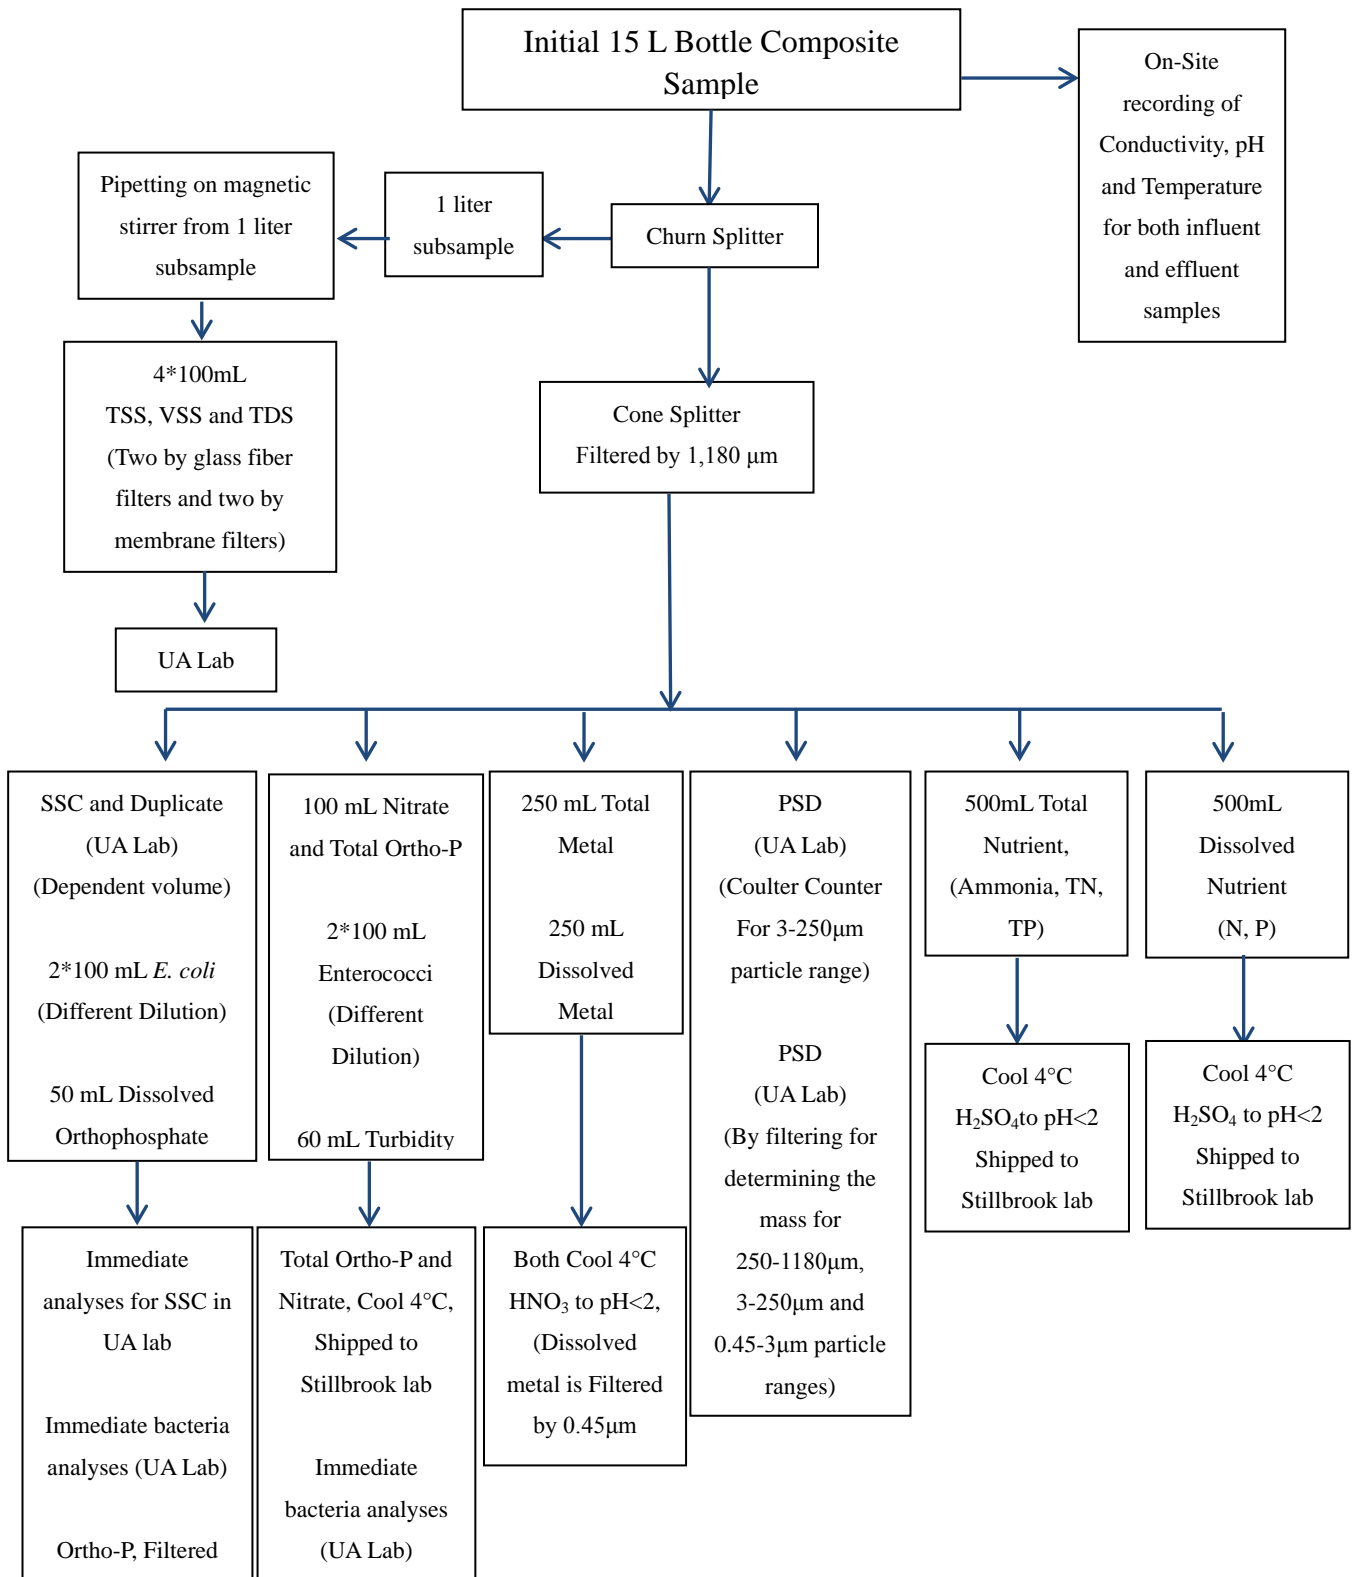 Initial 15 L Bottle Composite
Sample
On-Site
recording of
Conductivity, pH
and Temperature
for both influent
and effluent
samples
Pipetting on magnetic
stirrer from 1 liter
subsample
1 liter
subsample
Churn Splitter
4*100mL
TSS, VSS and TDS
(Two by glass fiber
filters and two by
membrane filters)
Cone Splitter
Filtered by 1,180 μm
UA Lab
SSC and Duplicate
(UA Lab)
(Dependent volume)
2*100 mL E. coli
(Different Dilution)
50 mL Dissolved
Orthophosphate
100 mL Nitrate
and Total Ortho-P
2*100 mL
Enterococci
(Different
Dilution)
60 mL Turbidity
250 mL Total
Metal
250 mL
Dissolved
Metal
PSD
(UA Lab)
(Coulter Counter
For 3-250μm
particle range)
PSD
(UA Lab)
(By filtering for
determining the
mass for
250-1180μm,
3-250μm and
0.45-3μm particle
ranges)
500mL Total
Nutrient,
(Ammonia, TN,
TP)
500mL
Dissolved
Nutrient
(N, P)
Cool 4°C
H₂SO₄to pH<2
Shipped to
Stillbrook lab
Cool 4°C
H₂SO₄ to pH<2
Shipped to
Stillbrook lab
Immediate
analyses for SSC in
UA lab
Immediate bacteria
analyses (UA Lab)
Ortho-P, Filtered
Total Ortho-P and
Nitrate, Cool 4°C,
Shipped to
Stillbrook lab
Immediate
bacteria analyses
(UA Lab)
Both Cool 4°C
HNO₃ to pH<2,
(Dissolved
metal is Filtered
by 0.45μm